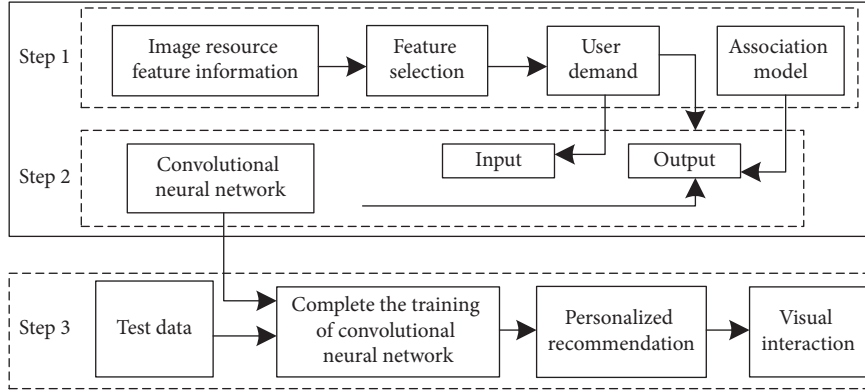 Step 1
Image resource
feature information
Feature
selection
User
demand
Association
model
Step 2
Convolutional
neural network
Input
Output
Step 3
Test data
Complete the training
of convolutional
neural network
Personalized
recommendation
Visual
interaction